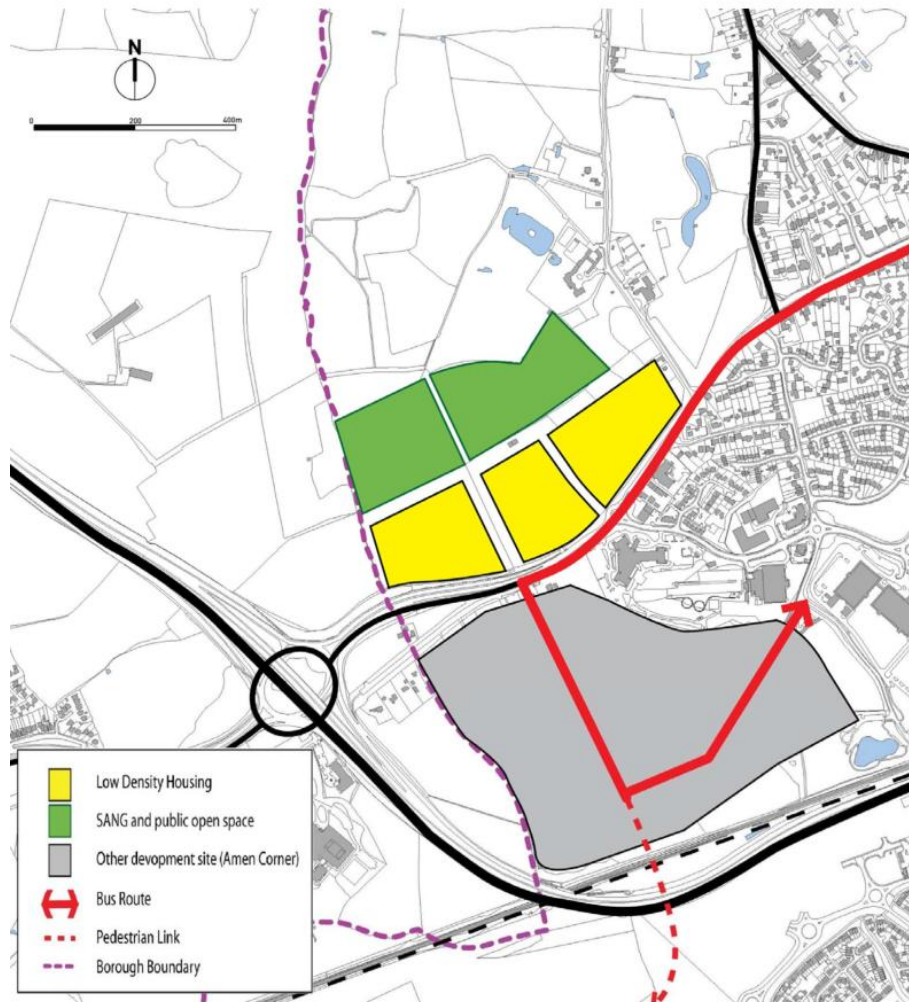 N
0 200 400m
Low Density Housing
SANG and public open space
Other devopment site (Amen Corner)
Bus Route
Pedestrian Link
Borough Boundary